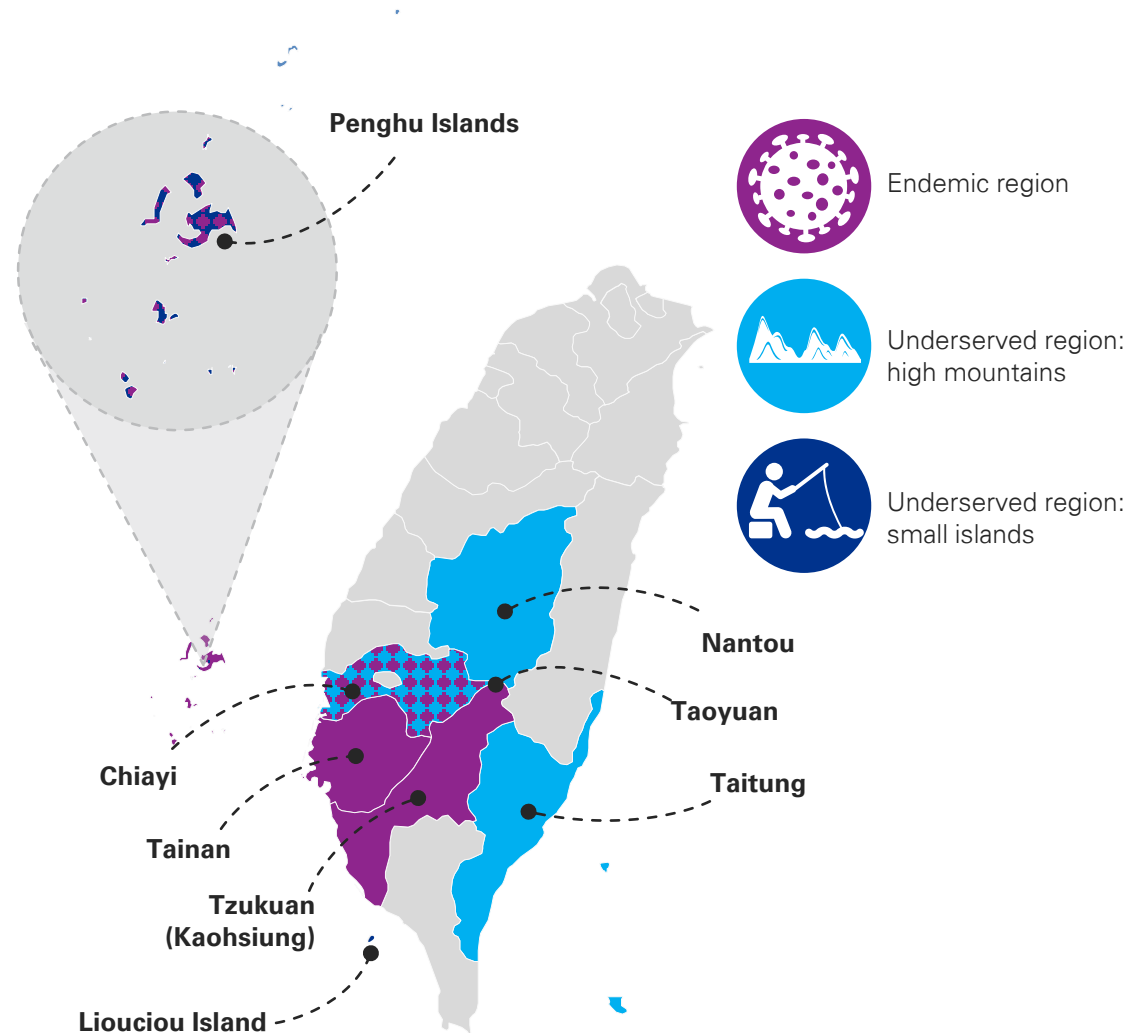 Penghu Islands
Endemic region
Underserved region:
high mountains
Underserved region:
small islands
Nantou
Taoyuan
Taitung
Chiayi
Tainan
Tzukuan
(Kaohsiung)
Liouciou Island